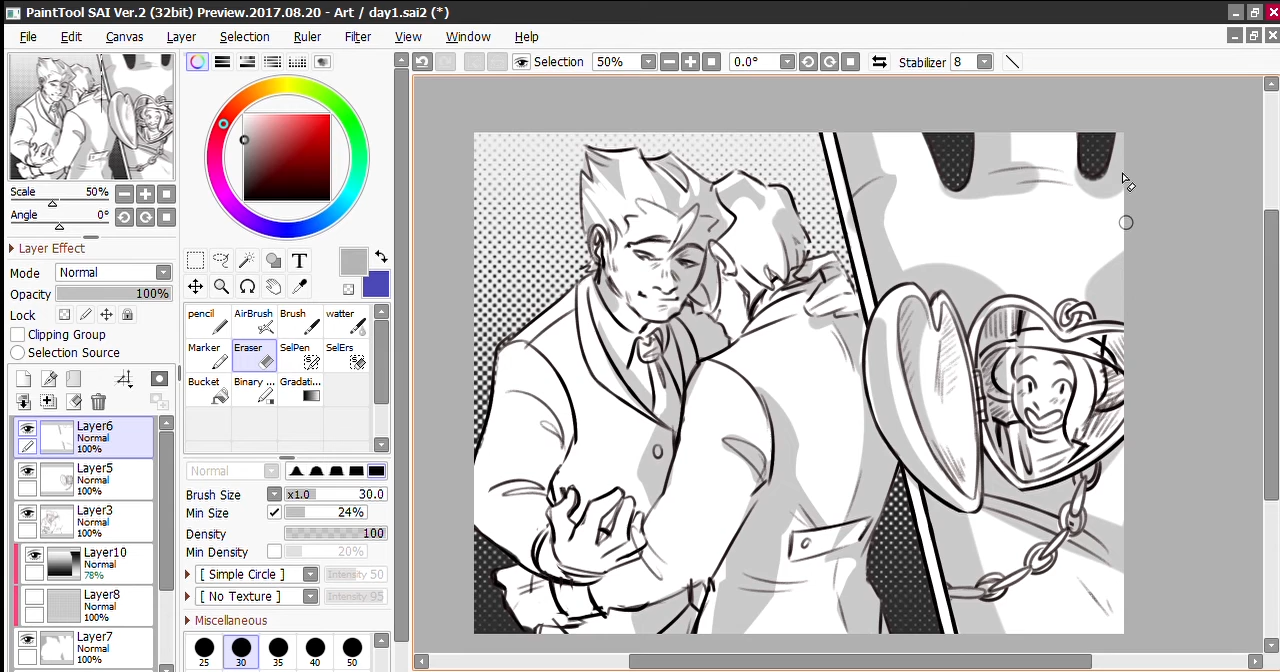 PaintTool SAI Ver.2 (32bit) Preview.2017.08.20 - Art / day1.sai2 (*)
File Edit Canvas Layer Selection Ruler Filter View Window Help
Selection 50% 0.0° Stabilizer 8
Scale 50%
Angle 0°
Layer Effect
Mode Normal
Opacity 100%
Lock
Clipping Group
Selection Source
Layer6
Normal
100%
Layer5
Normal
100%
Layer3
Normal
100%
Layer10
Normal
78%
Layer8
Normal
100%
Layer7
Normal
100%
T
pencil AirBrush Brush watter
Marker Eraser SelPen SelErs
Bucket Binary ... Gradati...
Normal
Brush Size x1.0 30.0
Min Size 24%
Density 100
Min Density 20%
[ Simple Circle ] Intensity 50
[ No Texture ] Intensity 95
Miscellaneous
25 30 35 40 50